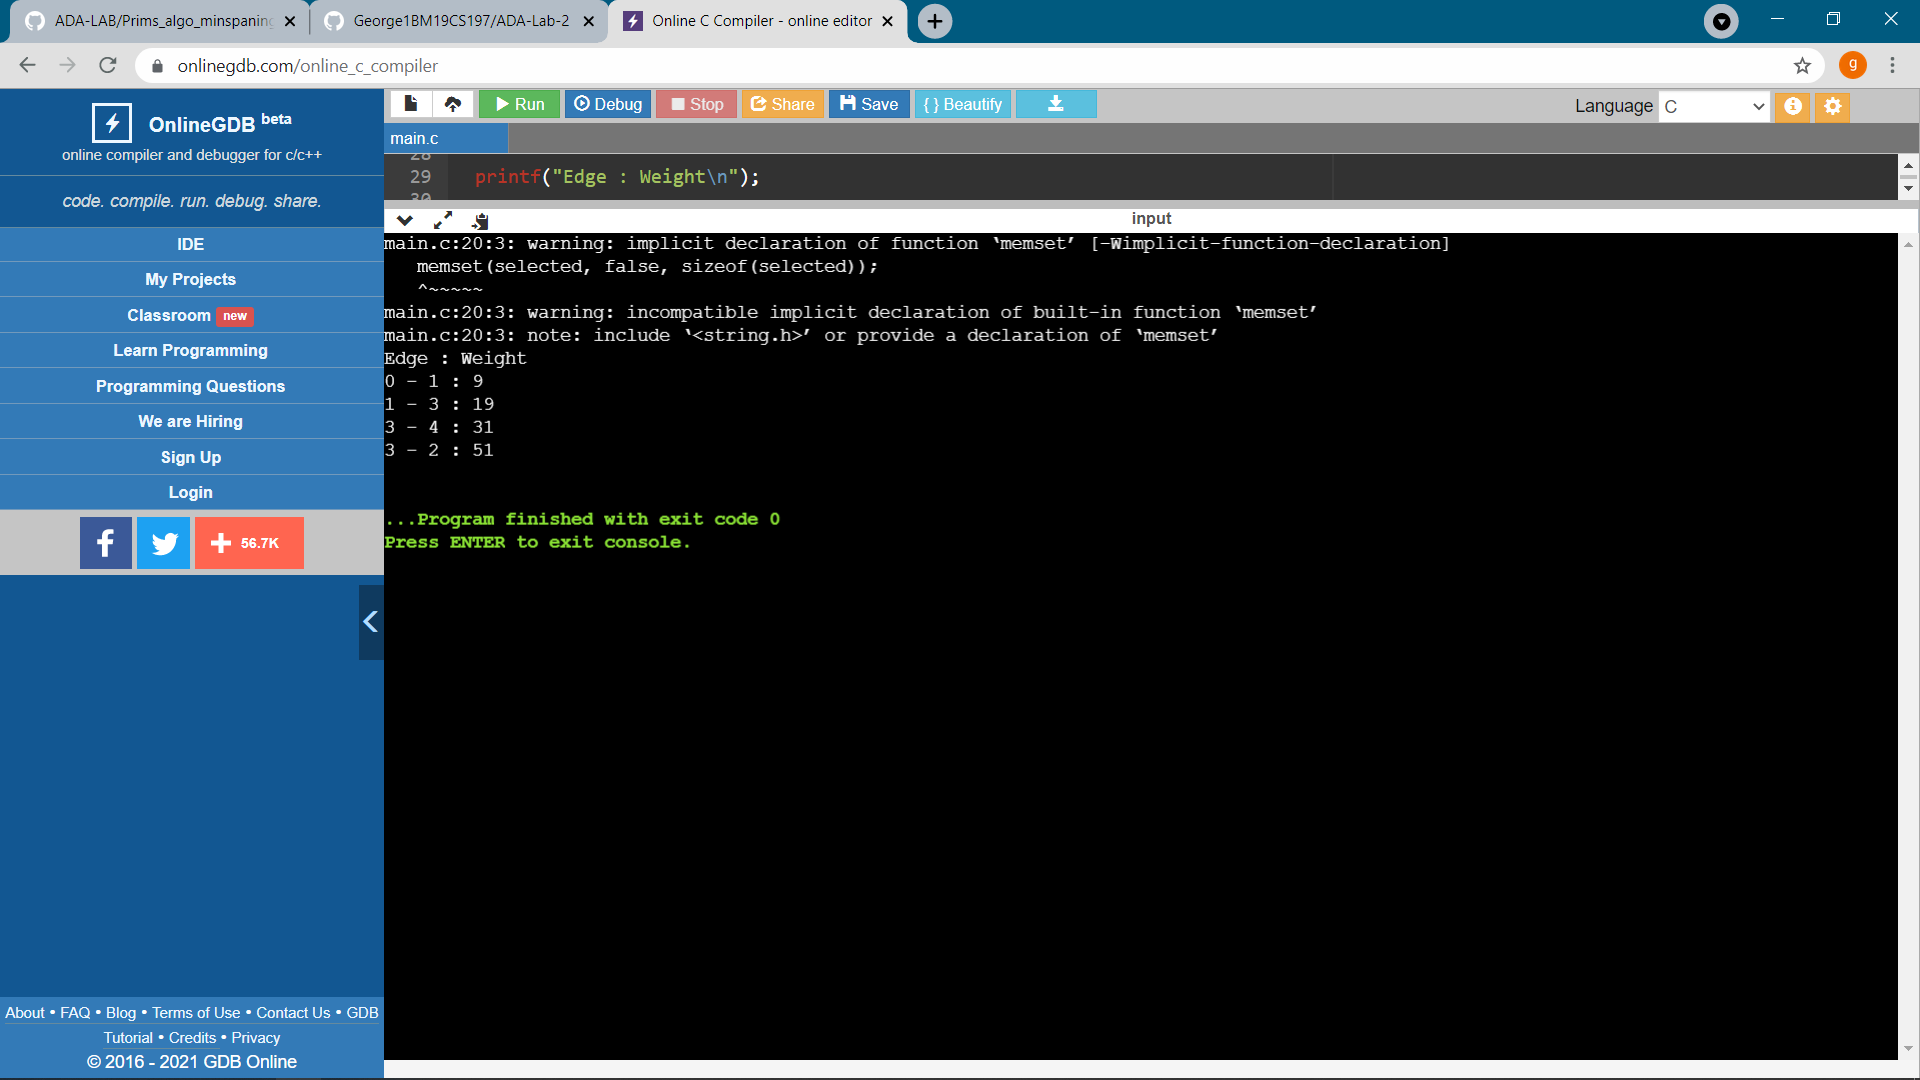 ADA-LAB/Prims_algo_minspaning
George1BM19CS197/ADA-Lab-2
Online C Compiler - online editor
onlinegdb.com/online_c_compiler
g
OnlineGDB beta
online compiler and debugger for c/c++
code. compile. run. debug. share.
IDE
My Projects
Classroom new
Learn Programming
Programming Questions
We are Hiring
Sign Up
Login
56.7K
About • FAQ • Blog • Terms of Use • Contact Us • GDB
Tutorial • Credits • Privacy
© 2016 - 2021 GDB Online
Run
Debug
Stop
Share
Save
{ } Beautify
Language C
main.c
28
29 printf("Edge : Weight\n");
30
input
main.c:20:3: warning: implicit declaration of function ‘memset’ [-Wimplicit-function-declaration]
memset(selected, false, sizeof(selected));
^~~~~~
main.c:20:3: warning: incompatible implicit declaration of built-in function ‘memset’
main.c:20:3: note: include ‘<string.h>’ or provide a declaration of ‘memset’
Edge : Weight
0 - 1 : 9
1 - 3 : 19
3 - 4 : 31
3 - 2 : 51
...Program finished with exit code 0
Press ENTER to exit console.